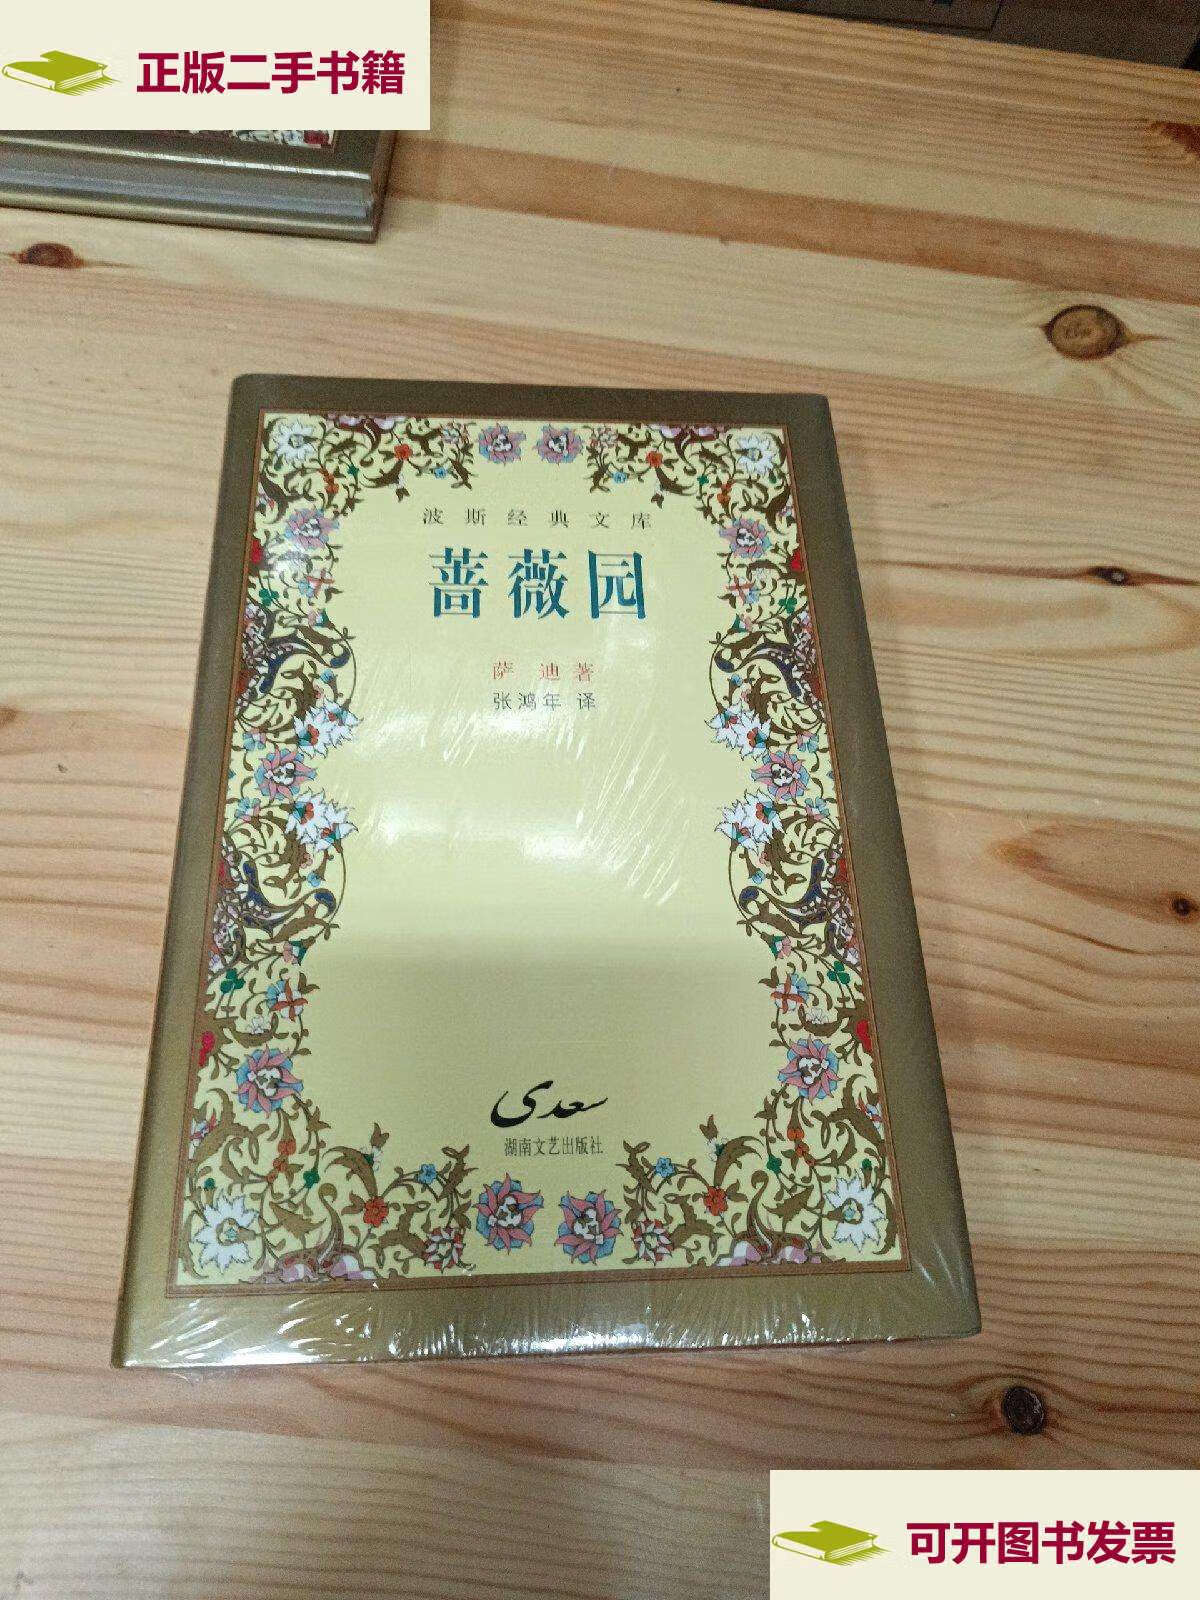 正版二手书籍
波斯经典文库
蔷薇园
萨 迪 著
张鸿年 译
سعدی
湖南文艺出版社
可开图书发票